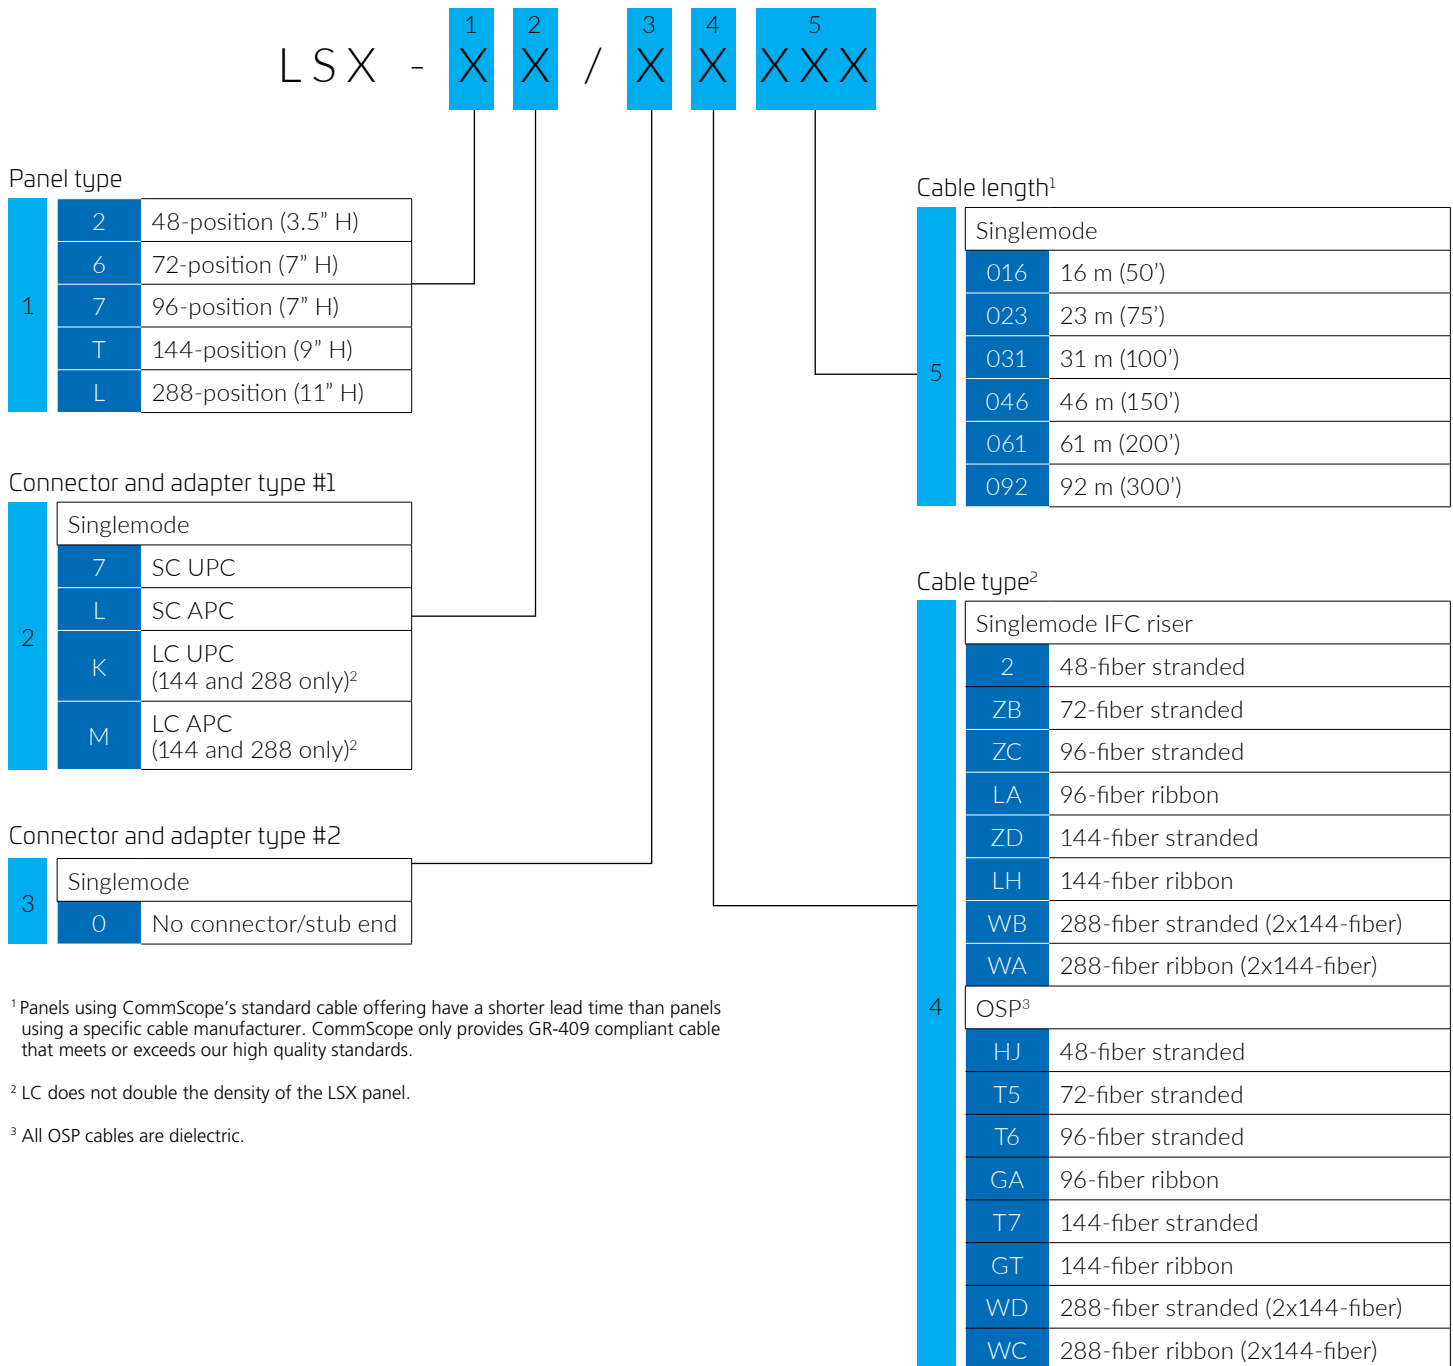 1 2 3 4 5
LSX - X X / X X XXX
Panel type
1
2 48-position (3.5” H)
6 72-position (7” H)
7 96-position (7” H)
T 144-position (9” H)
L 288-position (11” H)
Connector and adapter type #1
2
Singlemode
7 SC UPC
L SC APC
K LC UPC
(144 and 288 only)2
M LC APC
(144 and 288 only)2
Connector and adapter type #2
3
Singlemode
0 No connector/stub end
1 Panels using CommScope’s standard cable offering have a shorter lead time than panels
using a specific cable manufacturer. CommScope only provides GR-409 compliant cable
that meets or exceeds our high quality standards.
2 LC does not double the density of the LSX panel.
3 All OSP cables are dielectric.
Cable length1
5
Singlemode
016 16 m (50’)
023 23 m (75’)
031 31 m (100’)
046 46 m (150’)
061 61 m (200’)
092 92 m (300’)
Cable type2
4
Singlemode IFC riser
2 48-fiber stranded
ZB 72-fiber stranded
ZC 96-fiber stranded
LA 96-fiber ribbon
ZD 144-fiber stranded
LH 144-fiber ribbon
WB 288-fiber stranded (2x144-fiber)
WA 288-fiber ribbon (2x144-fiber)
OSP3
HJ 48-fiber stranded
T5 72-fiber stranded
T6 96-fiber stranded
GA 96-fiber ribbon
T7 144-fiber stranded
GT 144-fiber ribbon
WD 288-fiber stranded (2x144-fiber)
WC 288-fiber ribbon (2x144-fiber)